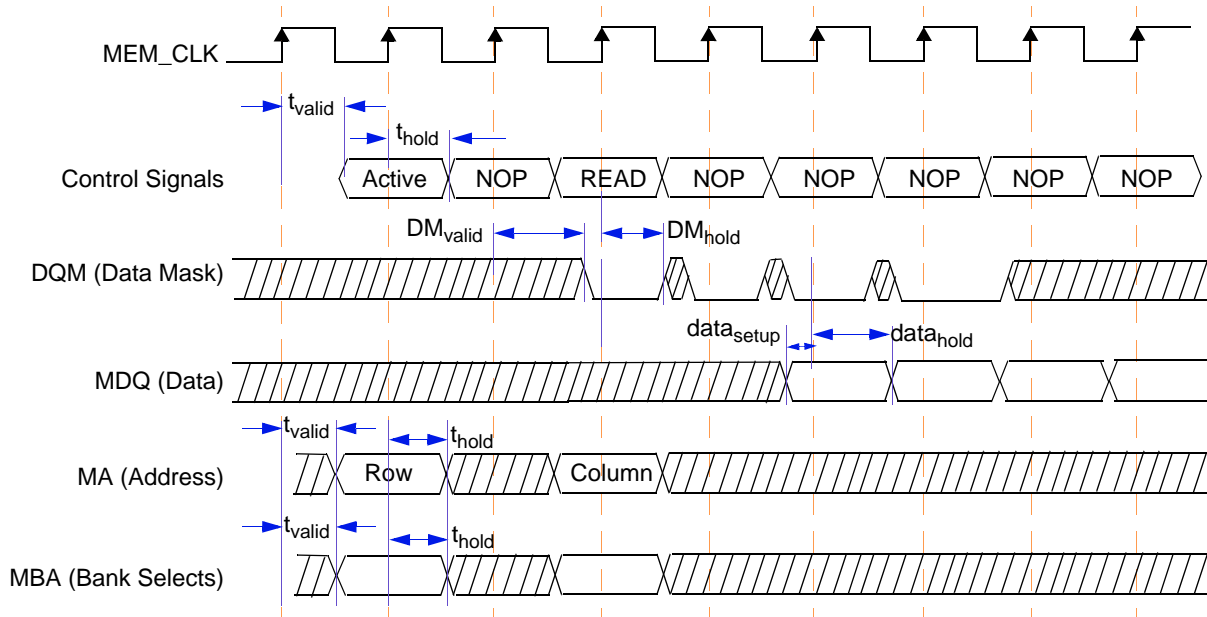 MEM_CLK
tvalid
thold
Control Signals Active NOP READ NOP NOP NOP NOP NOP
DMvalid DMhold
DQM (Data Mask)
datasetup datahold
MDQ (Data)
tvalid thold
MA (Address) Row Column
tvalid thold
MBA (Bank Selects)